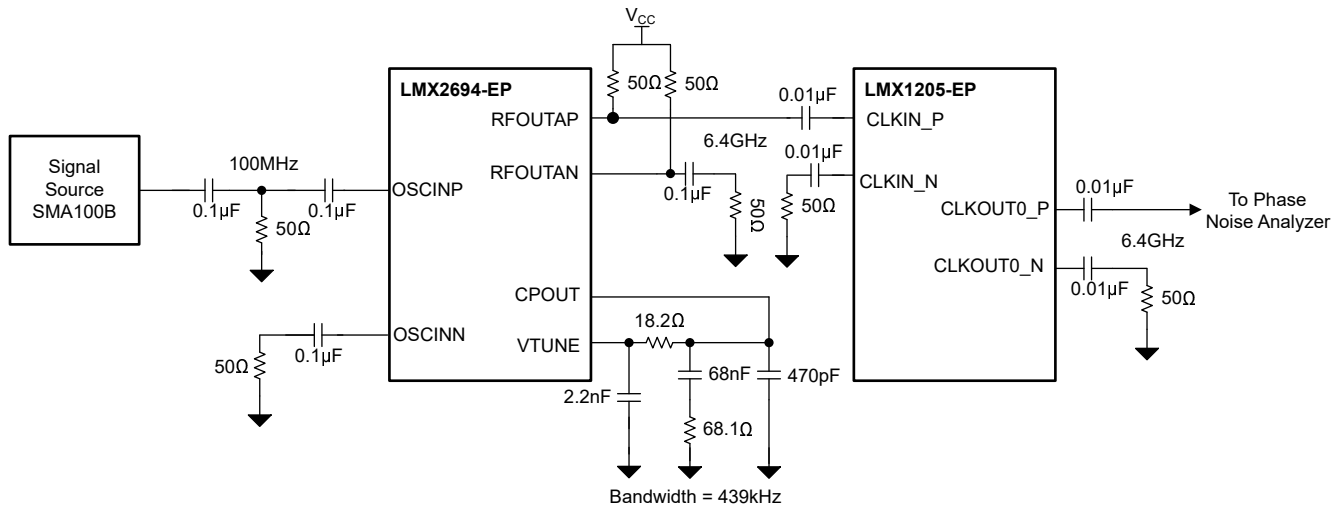 V_CC
50Ω
50Ω
LMX2694-EP
LMX1205-EP
RFOUTAP
0.01µF
CLKIN_P
Signal
Source
SMA100B
100MHz
0.1µF
0.1µF
50Ω
OSCINP
RFOUTAN
6.4GHz
0.1µF
50Ω
0.01µF
50Ω
CLKIN_N
CLKOUT0_P
0.01µF
To Phase
Noise Analyzer
6.4GHz
CLKOUT0_N
0.01µF
50Ω
CPOUT
OSCINN
0.1µF
50Ω
VTUNE
18.2Ω
2.2nF
68nF
470pF
68.1Ω
Bandwidth = 439kHz